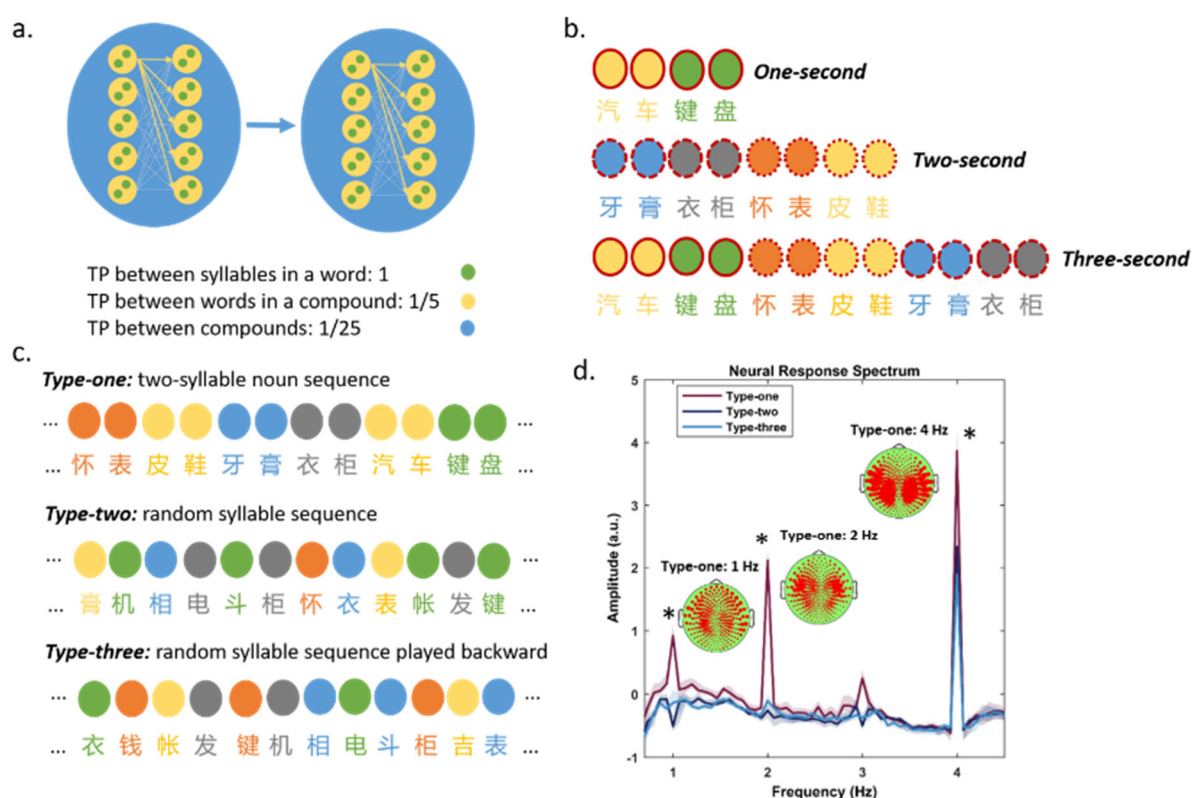 a.
TP between syllables in a word: 1
TP between words in a compound: 1/5
TP between compounds: 1/25
b.
One-second
汽 车 键 盘
Two-second
牙 膏 衣 柜 怀 表 皮 鞋
Three-second
汽 车 键 盘 怀 表 皮 鞋 牙 膏 衣 柜
c.
Type-one: two-syllable noun sequence
... ...
... 怀 表 皮 鞋 牙 膏 衣 柜 汽 车 键 盘 ...
Type-two: random syllable sequence
... ...
... 膏 机 相 电 斗 柜 怀 衣 表 帐 发 键 ...
Type-three: random syllable sequence played backward
... ...
... 衣 钱 帐 发 键 机 相 电 斗 柜 吉 表 ...
d.
Neural Response Spectrum
Type-one
Type-two
Type-three
Type-one: 4 Hz
*
Type-one: 2 Hz
*
Type-one: 1 Hz
*
Amplitude (a.u.)
5
4
3
2
1
0
-1
1 2 3 4
Frequency (Hz)